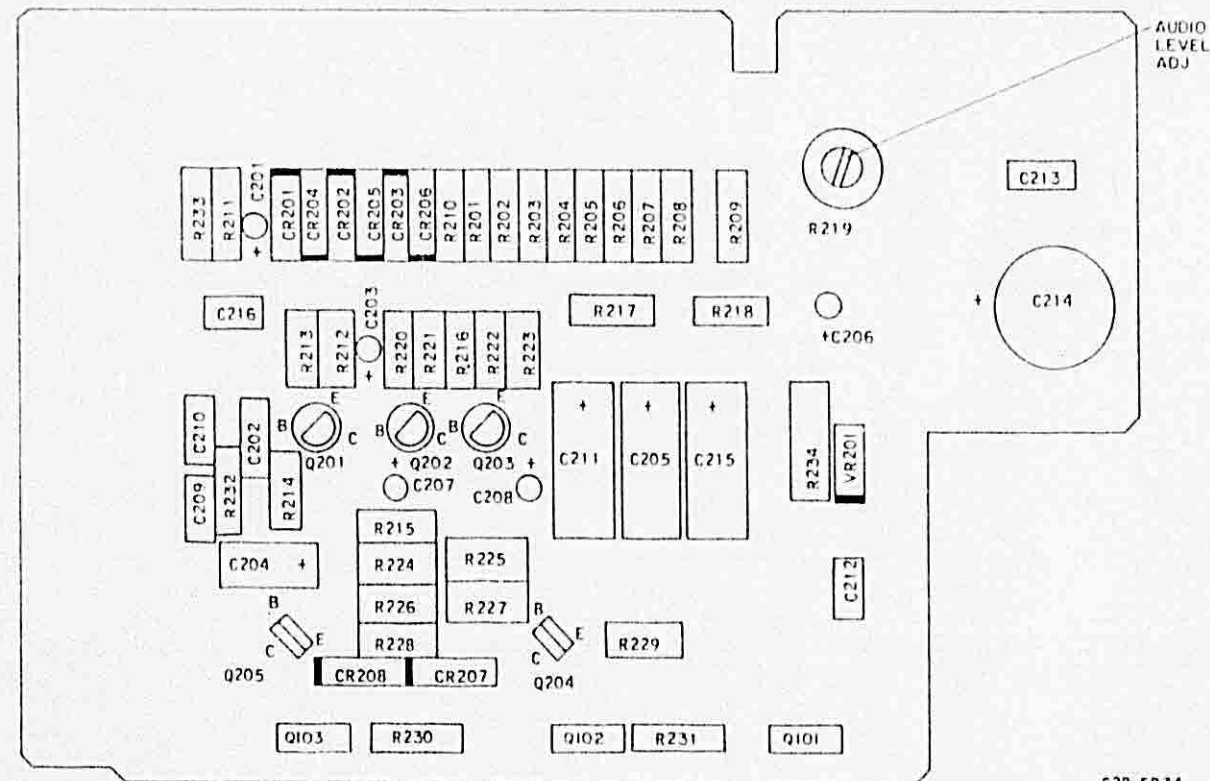 AUDIO
LEVEL
ADJ
R233
R211
+
C201
CR201
CR204
CR202
CR205
CR203
CR206
R210
R201
R202
R203
R204
R205
R206
R207
R208
R209
R219
C213
C216
R213
R212
+
C203
R220
R221
R216
R222
R223
R217
R218
+C206
+
C214
C210
C202
B
C
Q201
B
E
C
Q202
B
E
C
Q203
+
C211
+
C205
+
C215
R234
VR201
C209
R232
R214
+
C207
+
C208
R215
C204 +
R224
R225
R226
R227
R228
C212
B
C
E
Q205
CR208
CR207
B
C
E
Q204
R229
Q103
R230
Q102
R231
Q101